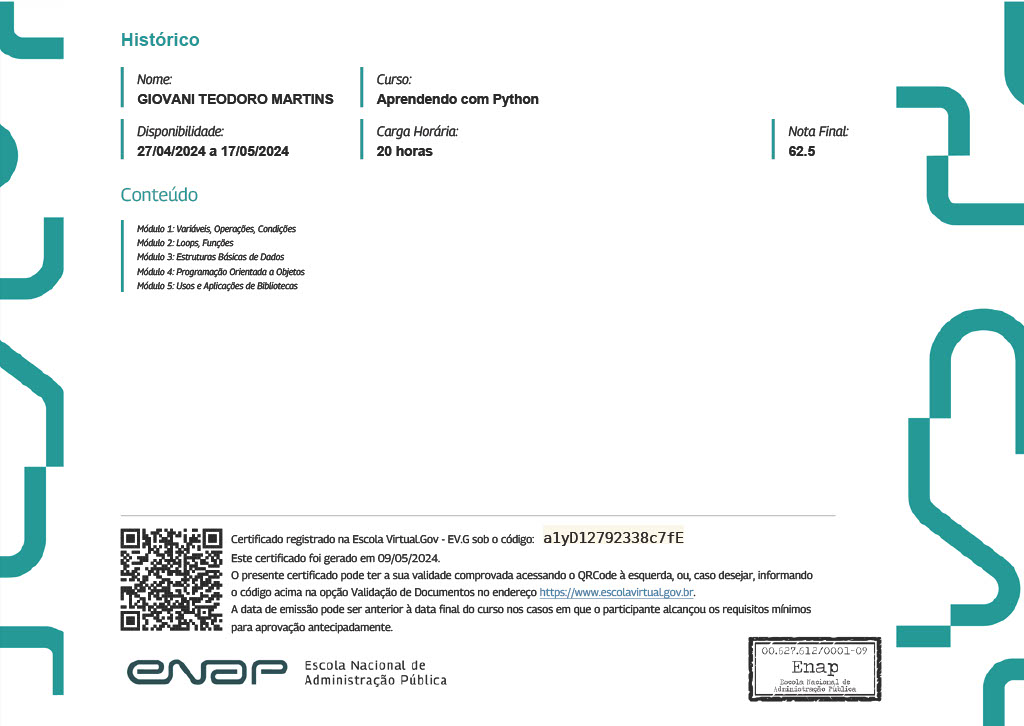 Histórico
Nome: Curso:
GIOVANI TEODORO MARTINS Aprendendo com Python
Disponibilidade: Carga Horária: Nota Final:
27/04/2024 a 17/05/2024 20 horas 62.5
Conteúdo
Módulo 1: Variáveis, Operações, Condições
Módulo 2: Loops, Funções
Módulo 3: Estruturas Básicas de Dados
Módulo 4: Programação Orientada a Objetos
Módulo 5: Usos e Aplicações de Bibliotecas
Certificado registrado na Escola Virtual.Gov - EV.G sob o código: a1yD12792338c7fE
Este certificado foi gerado em 09/05/2024.
O presente certificado pode ter a sua validade comprovada acessando o QRCode à esquerda, ou, caso desejar, informando
o código acima na opção Validação de Documentos no endereço https://www.escolavirtual.gov.br.
A data de emissão pode ser anterior à data final do curso nos casos em que o participante alcançou os requisitos mínimos
para aprovação antecipadamente.
enap Escola Nacional de
Administração Pública
00.627.612/0001-09
Enap
Escola Nacional de
Administração Pública